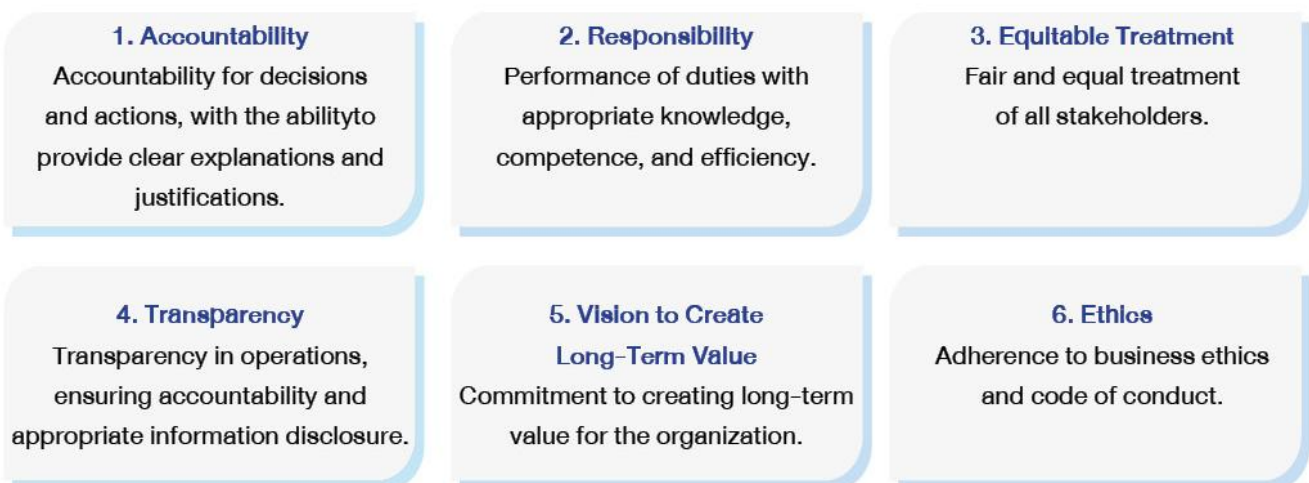 1. Accountability
Accountability for decisions
and actions, with the abilityto
provide clear explanations and
justifications.
2. Responsibility
Performance of duties with
appropriate knowledge,
competence, and efficiency.
3. Equitable Treatment
Fair and equal treatment
of all stakeholders.
4. Transparency
Transparency in operations,
ensuring accountability and
appropriate information disclosure.
5. Vision to Create
Long-Term Value
Commitment to creating long-term
value for the organization.
6. Ethics
Adherence to business ethics
and code of conduct.